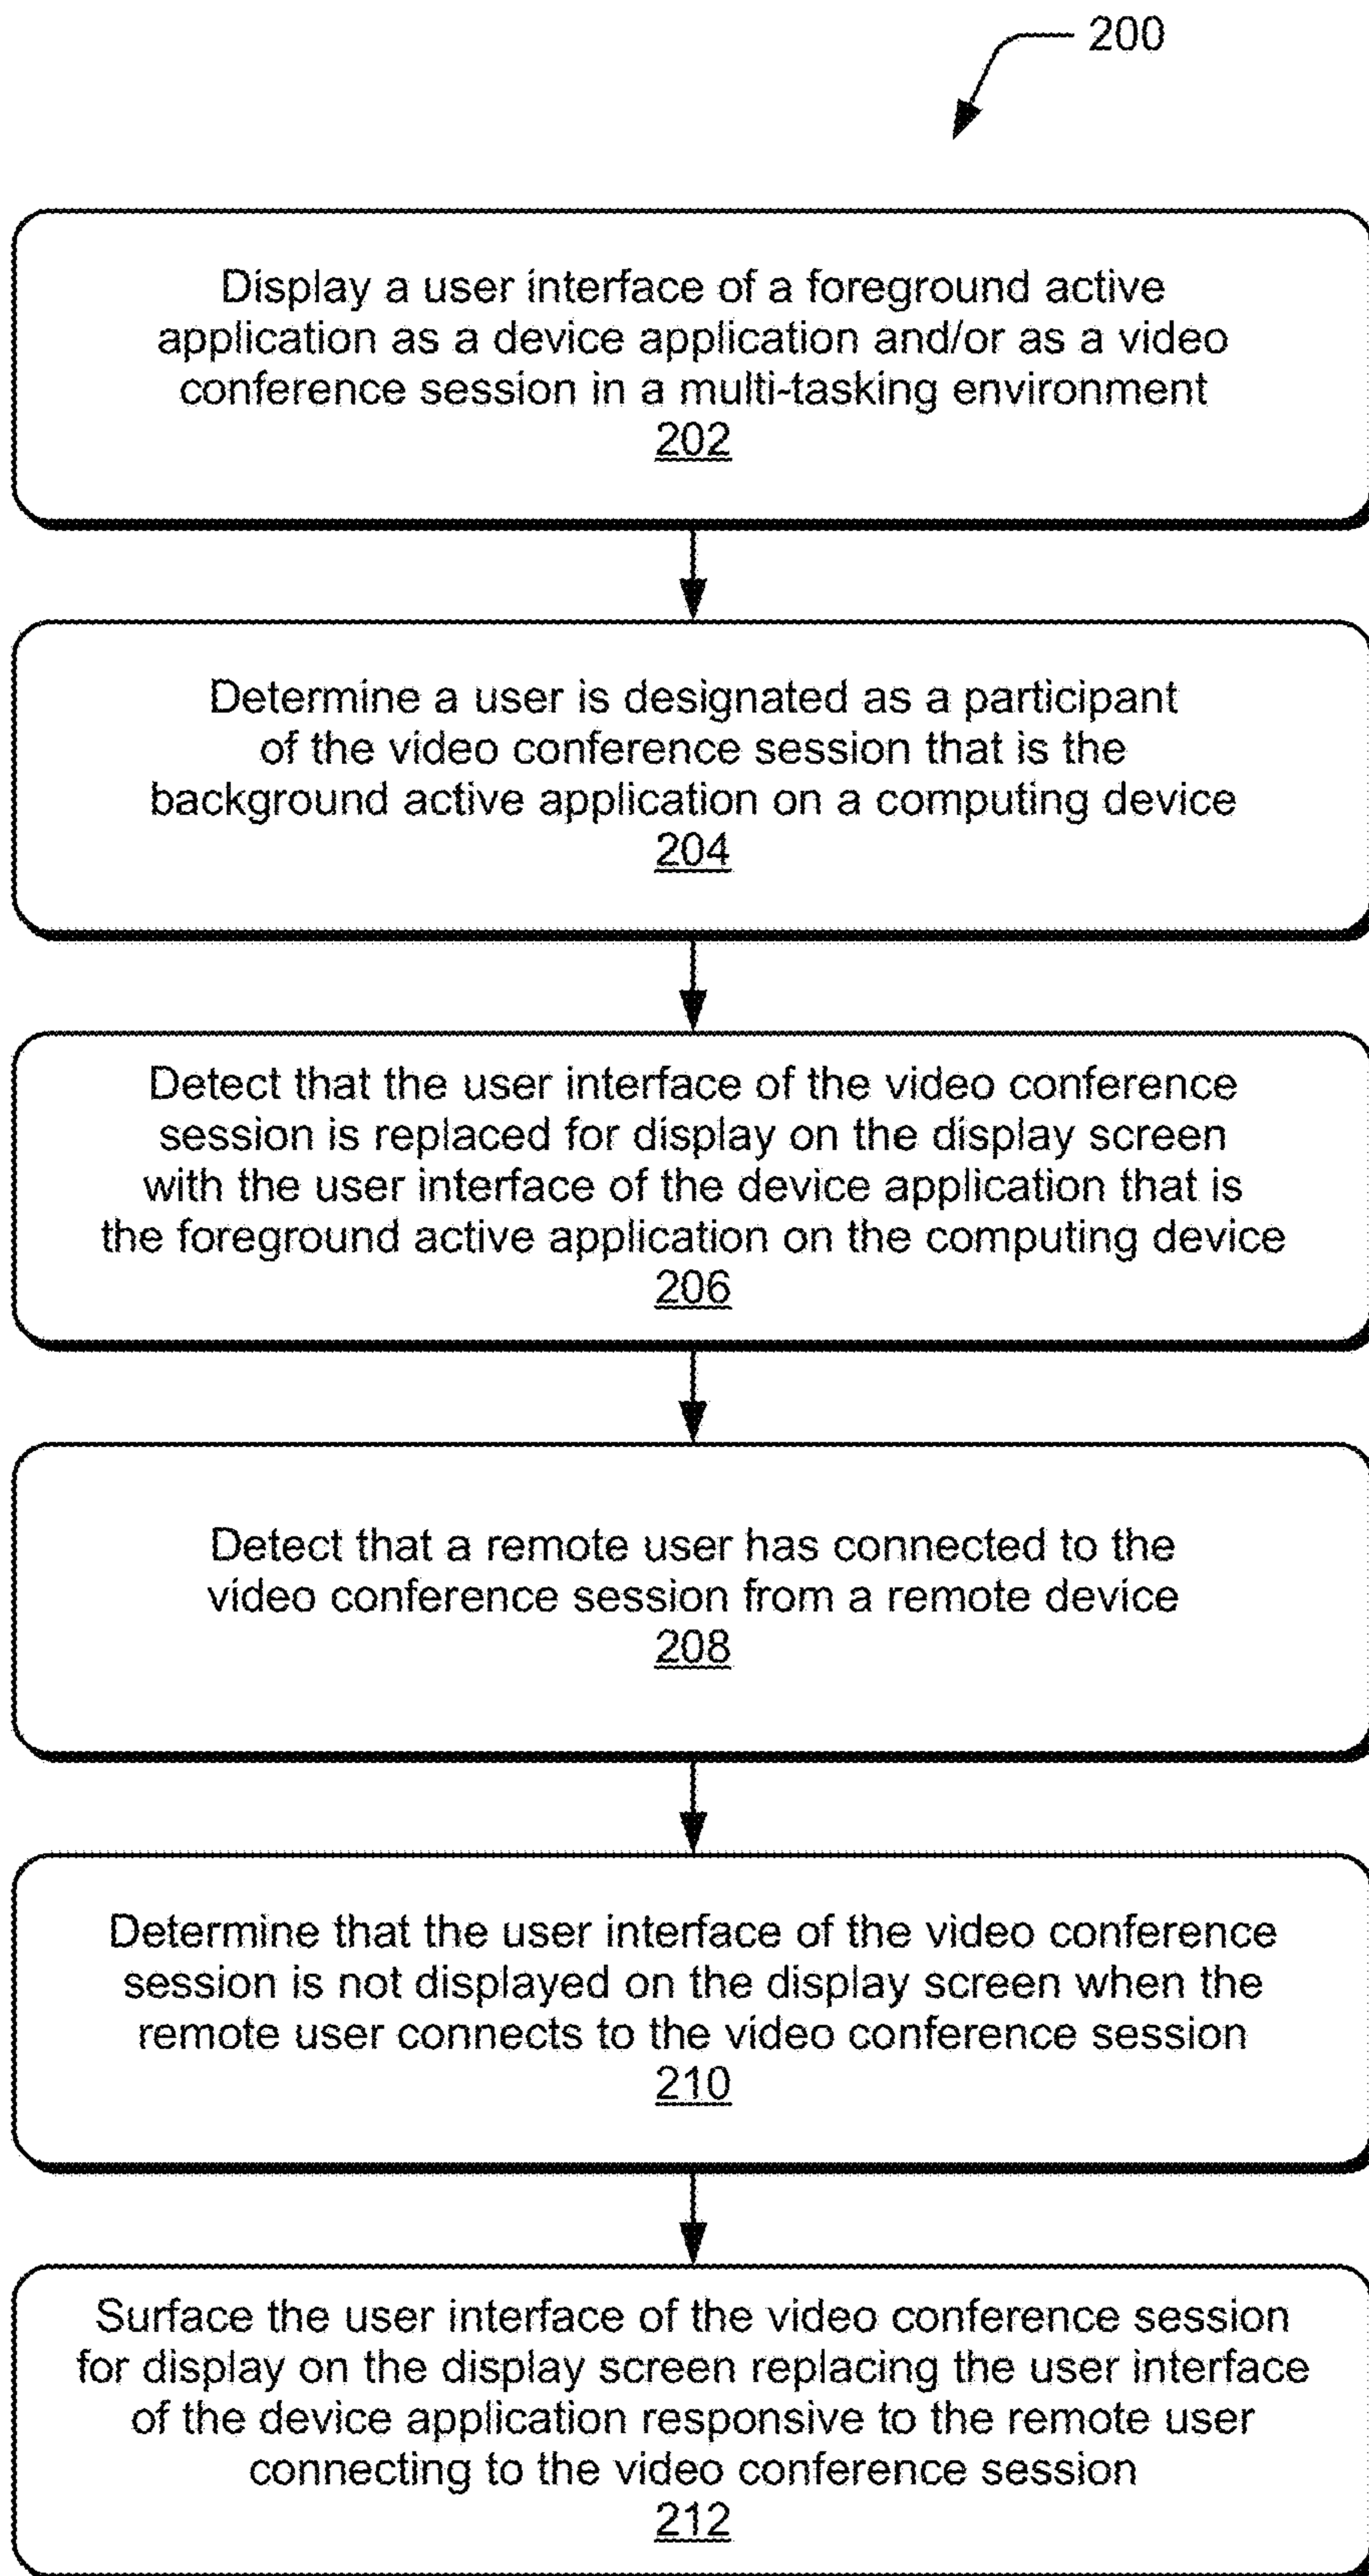 200
Display a user interface of a foreground active
application as a device application and/or as a video
conference session in a multi-tasking environment
202
Determine a user is designated as a participant
of the video conference session that is the
background active application on a computing device
204
Detect that the user interface of the video conference
session is replaced for display on the display screen
with the user interface of the device application that is
the foreground active application on the computing device
206
Detect that a remote user has connected to the
video conference session from a remote device
208
Determine that the user interface of the video conference
session is not displayed on the display screen when the
remote user connects to the video conference session
210
Surface the user interface of the video conference session
for display on the display screen replacing the user interface
of the device application responsive to the remote user
connecting to the video conference session
212